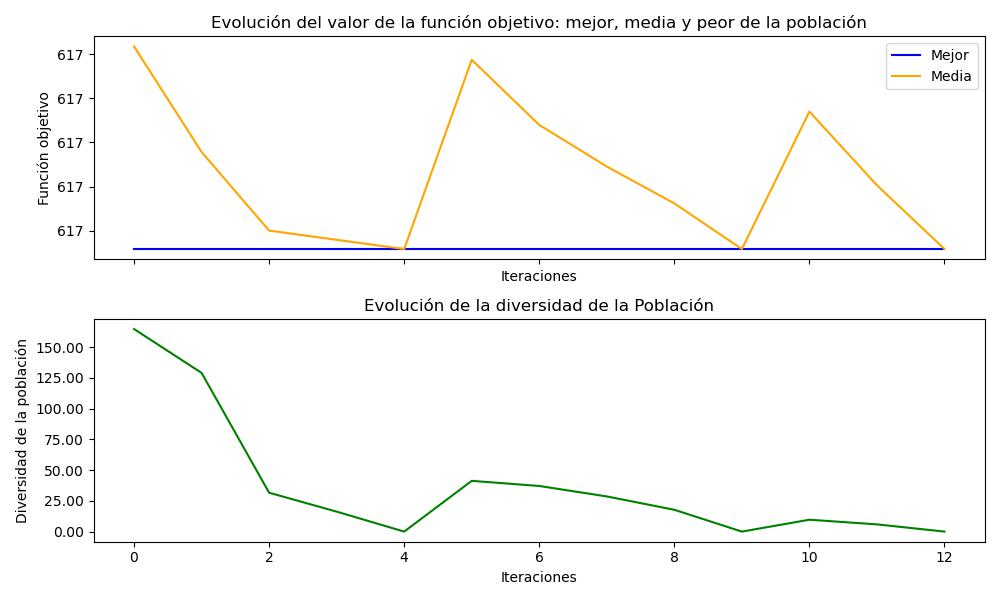 Evolución del valor de la función objetivo: mejor, media y peor de la población
Función objetivo
617
617
617
617
617
Mejor
Media
Iteraciones
Evolución de la diversidad de la Población
Diversidad de la población
150.00
125.00
100.00
75.00
50.00
25.00
0.00
0 2 4 6 8 10 12
Iteraciones